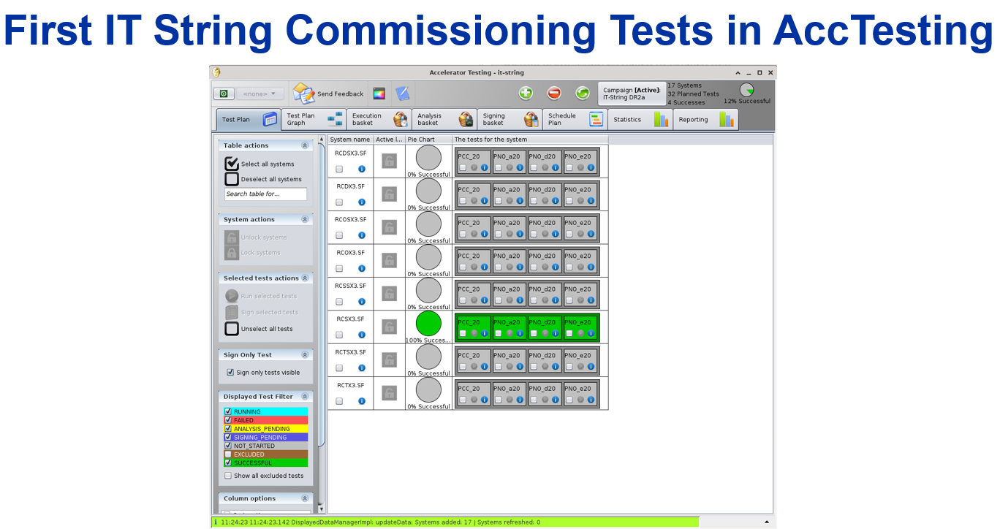 First IT String Commissioning Tests in AccTesting
Accelerator Testing - it-string
<none>
Send Feedback
Campaign [Active]:
IT-String DR2a
17 Systems
32 Planned Tests
4 Successes
12% Successful
Test Plan
Test Plan
Graph
Execution
basket
Analysis
basket
Signing
basket
Schedule
Plan
Statistics
Reporting
Table actions
Select all systems
Deselect all systems
Search table for...
System actions
Unlock systems
Lock systems
Selected tests actions
Run selected tests
Sign selected tests
Unselect all tests
Sign Only Test
Sign only tests visible
Displayed Test Filter
RUNNING
FAILED
ANALYSIS_PENDING
SIGNING_PENDING
NOT_STARTED
EXCLUDED
SUCCESSFUL
Show all excluded tests
Column options
System name Active l... Pie Chart The tests for the system
RCDSX3.SF
0% Successful
PCC_20 PNO_a20 PNO_d20 PNO_e20
RCDX3.SF
0% Successful
PCC_20 PNO_a20 PNO_d20 PNO_e20
RCOSX3.SF
0% Successful
PCC_20 PNO_a20 PNO_d20 PNO_e20
RCOX3.SF
0% Successful
PCC_20 PNO_a20 PNO_d20 PNO_e20
RCSSX3.SF
0% Successful
PCC_20 PNO_a20 PNO_d20 PNO_e20
RCSX3.SF
100% Succes...
PCC_20 PNO_a20 PNO_d20 PNO_e20
RCTSX3.SF
0% Successful
PCC_20 PNO_a20 PNO_d20 PNO_e20
RCTX3.SF
0% Successful
PCC_20 PNO_a20 PNO_d20 PNO_e20
11:24:23 11:24:23.142 DisplayedDataManagerImpl: updateData: Systems added: 17 | Systems refreshed: 0